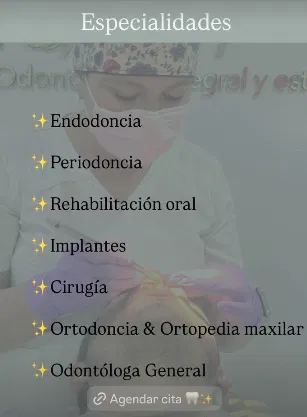 Especialidades
✨Endodoncia
✨Periodoncia
✨Rehabilitación oral
✨Implantes
✨Cirugía
✨Ortodoncia & Ortopedia maxilar
✨Odontóloga General
Agendar cita 🦷✨